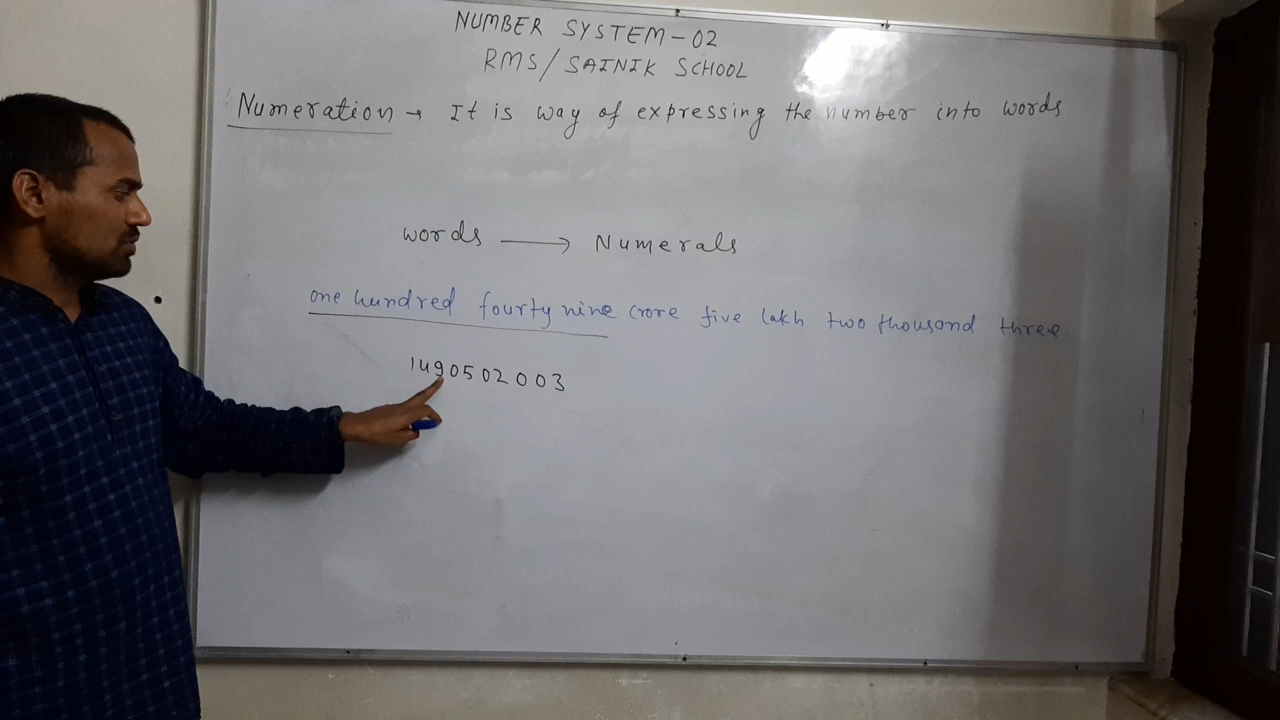 NUMBER SYSTEM-02
RMS/SAINIK SCHOOL
Numeration → It is way of expressing the number into words
words → Numerals
one hundred fourty nine crore five lakh two thousand three
1490502003